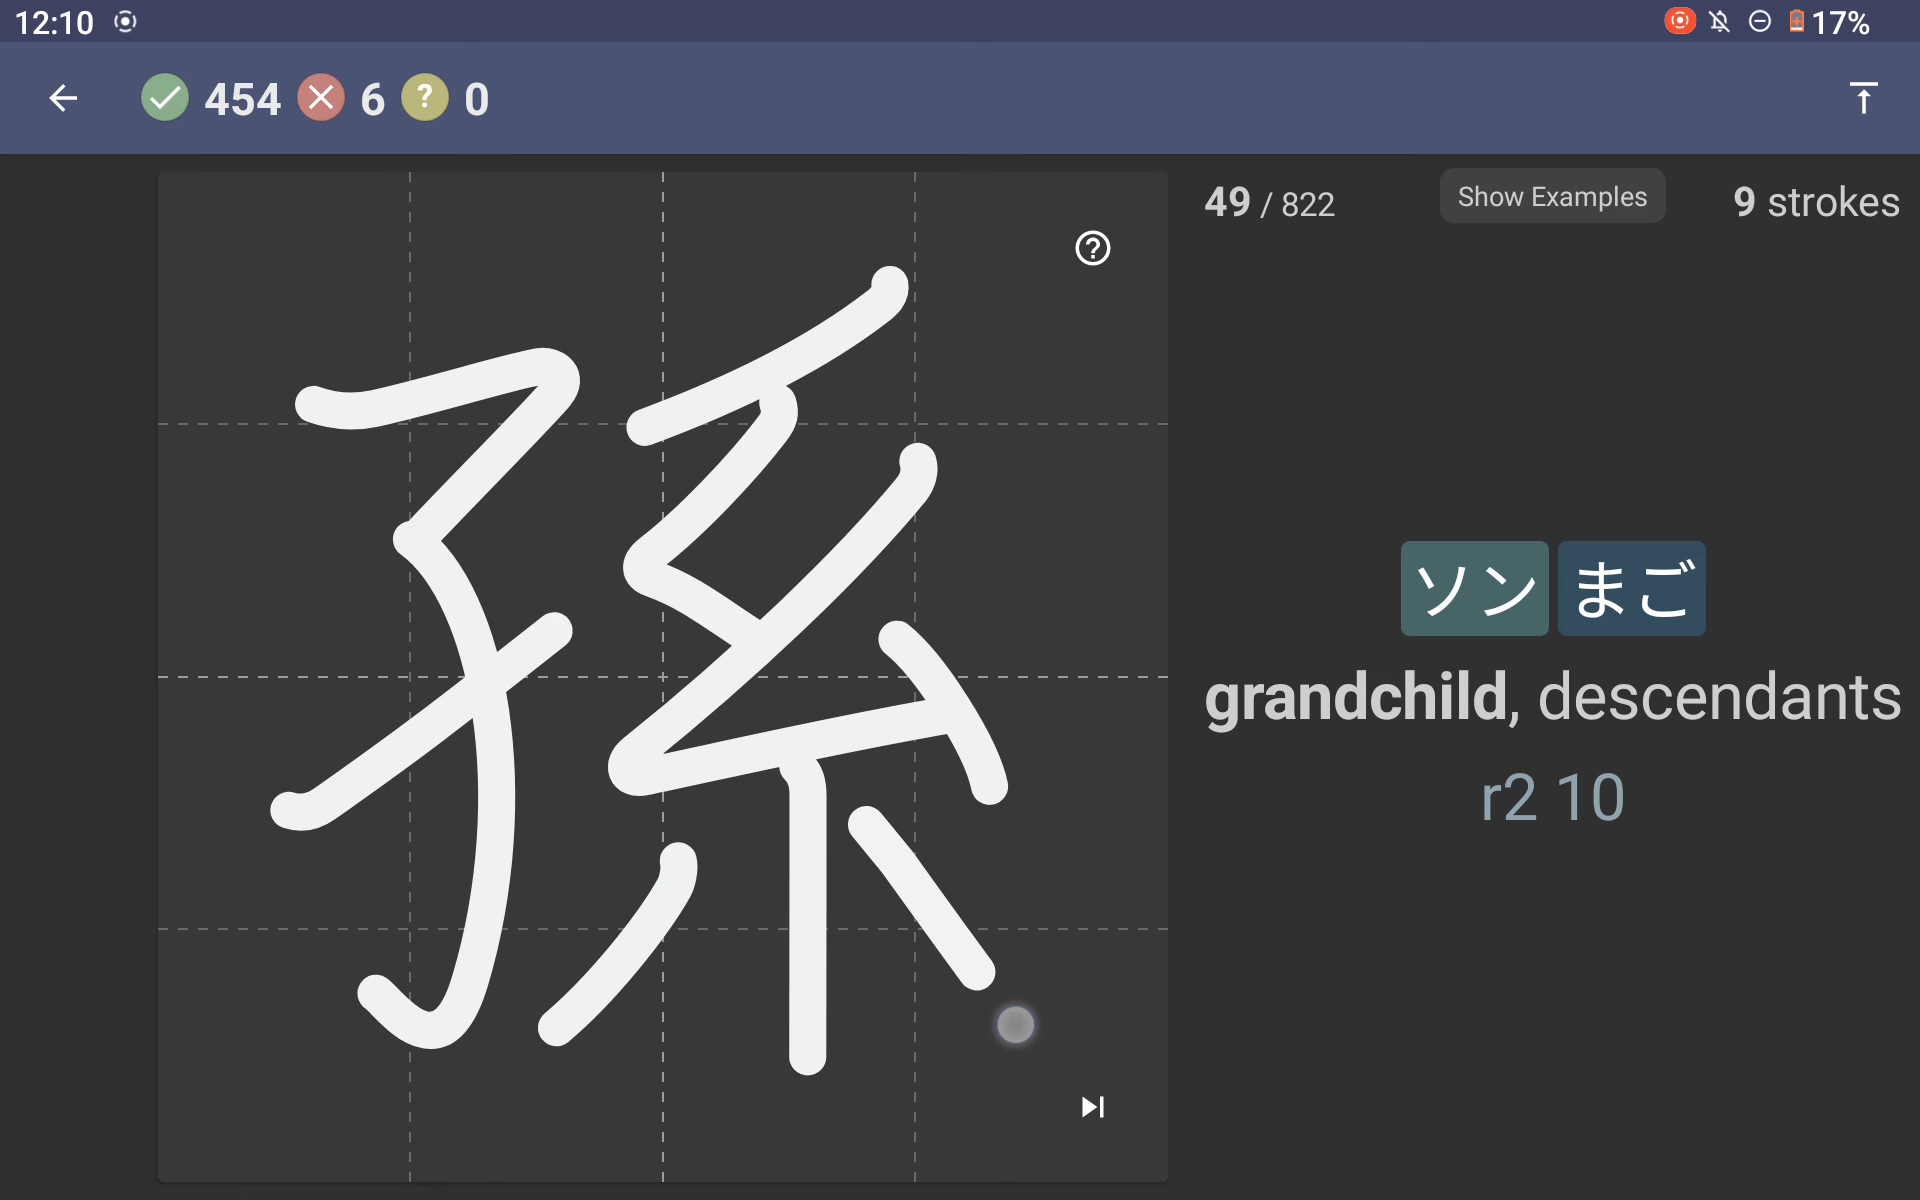 12:10 17%
454 6 ? 0
49 / 822 Show Examples 9 strokes
孫
ソン まご
grandchild, descendants
r2 10